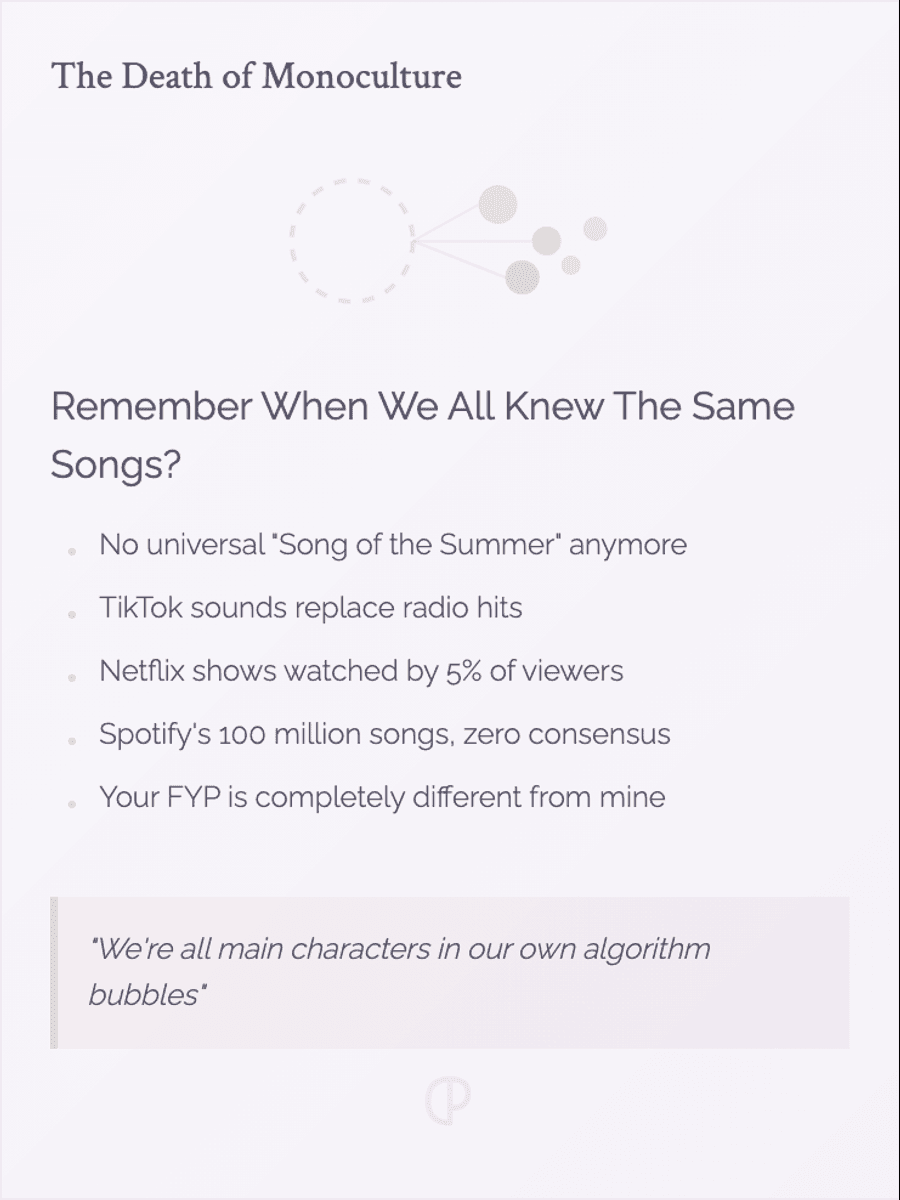 The Death of Monoculture
Remember When We All Knew The Same
Songs?
No universal "Song of the Summer" anymore
TikTok sounds replace radio hits
Netflix shows watched by 5% of viewers
Spotify's 100 million songs, zero consensus
Your FYP is completely different from mine
"We're all main characters in our own algorithm
bubbles"